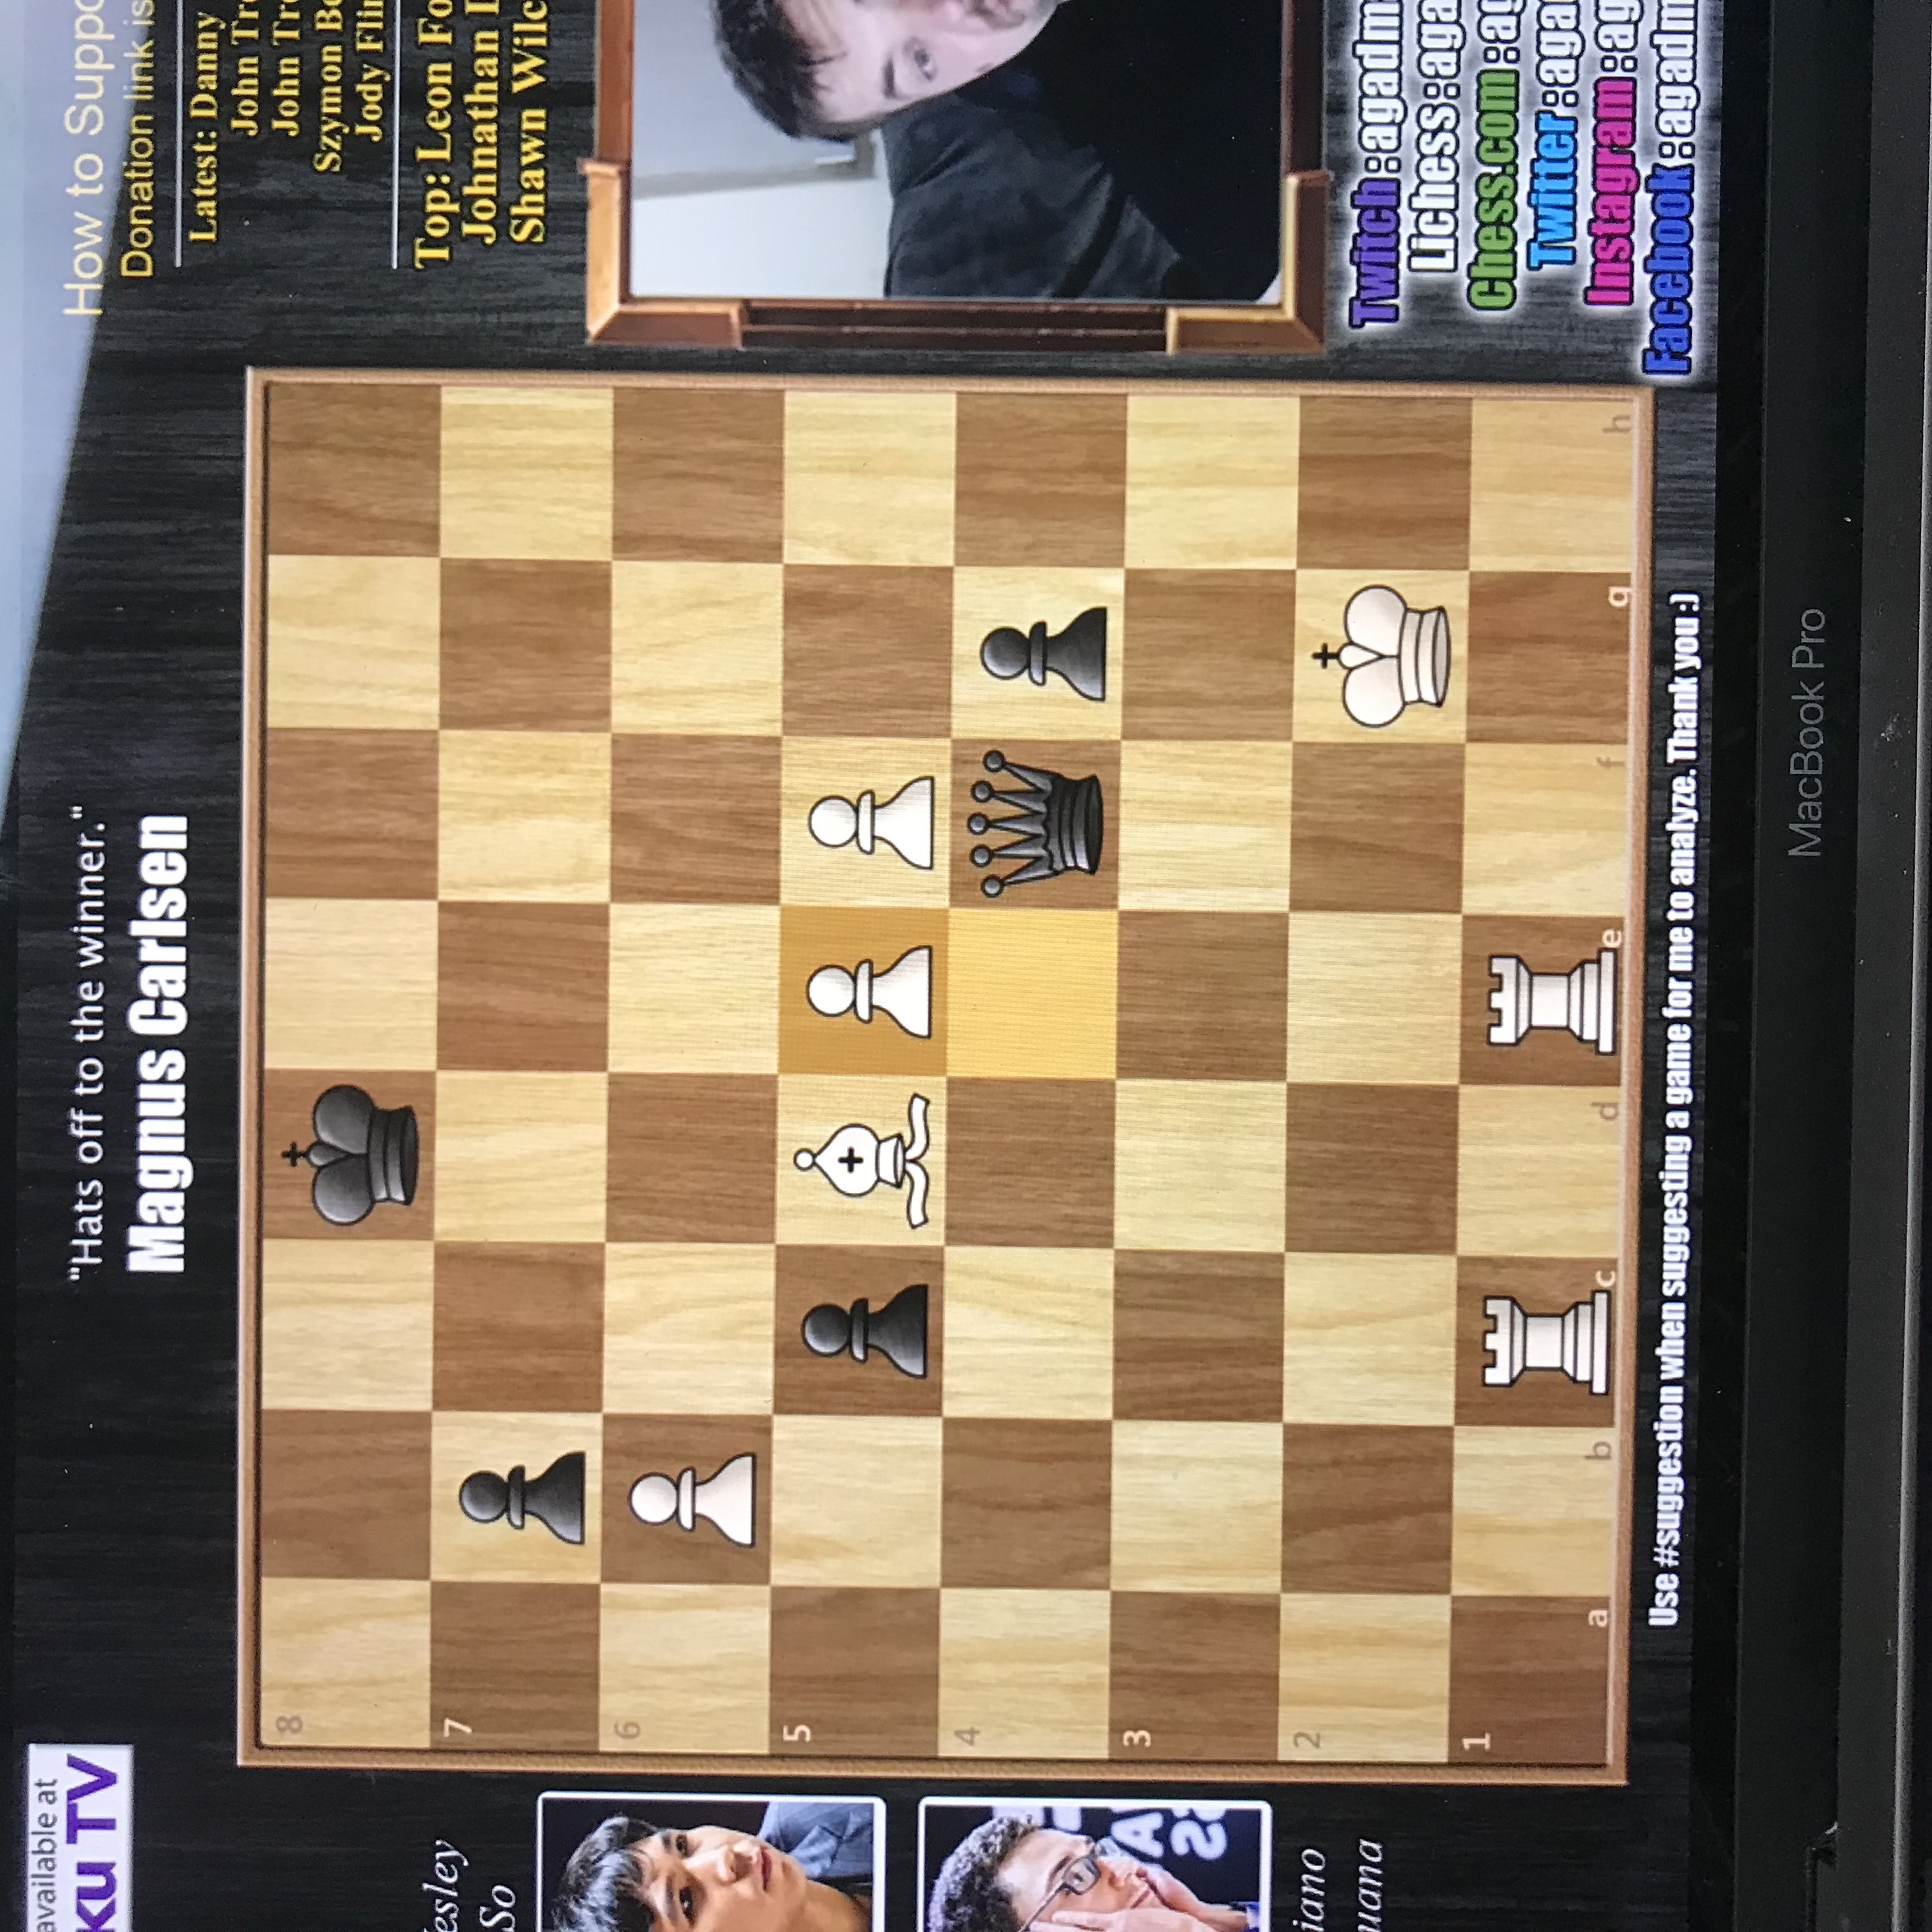 available at
ku TV
"Hats off to the winner."
Magnus Carlsen
How to Suppo
Donation link is
Latest: Danny
John Tr
John Tr
Szymon B
Jody Fli
Top: Leon Fo
Johnathan
Shawn Wilc
esley
So
iano
uana
8
7
6
5
4
3
2
1
a b c d e f g h
Twitch:agadm
Lichess:aga
Chess.com:ag
Twitter:aga
Instagram:ag
Facebook:agadm
Use #suggestion when suggesting a game for me to analyze. Thank you :)
MacBook Pro